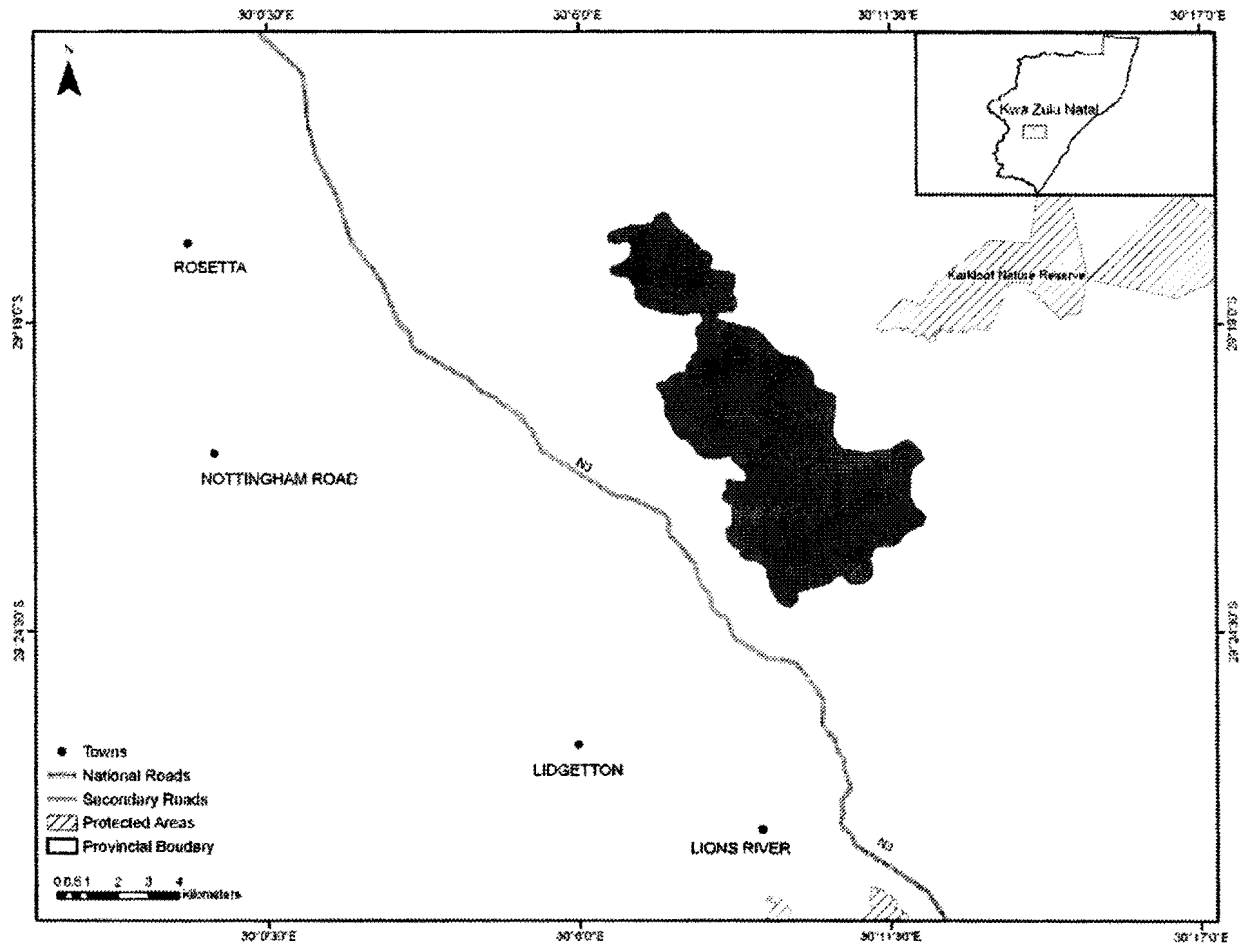 30°0'30"E 30°6'0"E 30°11'30"E 30°17'0"E
N
Kwa Zulu Natal
ROSETTA
Karkloof Nature Reserve
29°19'0"S 29°19'0"S
N3
NOTTINGHAM ROAD
29°24'30"S 29°24'30"S
LIDGETTON
LIONS RIVER
N3
Towns
National Roads
Secondary Roads
Protected Areas
Provincial Boudary
0 0.5 1 2 3 4
Kilometers
30°0'30"E 30°6'0"E 30°11'30"E 30°17'0"E